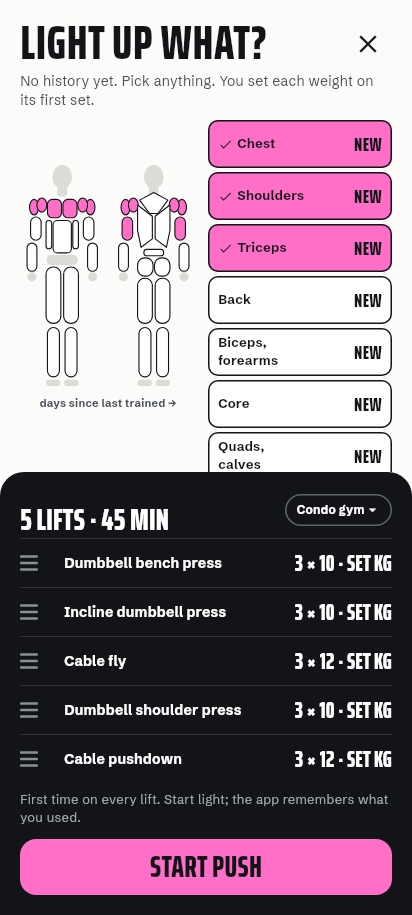 LIGHT UP WHAT?
No history yet. Pick anything. You set each weight on
its first set.
Chest NEW
Shoulders NEW
Triceps NEW
Back NEW
Biceps,
forearms NEW
Core NEW
Quads,
calves NEW
days since last trained →
5 LIFTS · 45 MIN
Condo gym
Dumbbell bench press 3 × 10 · SET KG
Incline dumbbell press 3 × 10 · SET KG
Cable fly 3 × 12 · SET KG
Dumbbell shoulder press 3 × 10 · SET KG
Cable pushdown 3 × 12 · SET KG
First time on every lift. Start light; the app remembers what
you used.
START PUSH